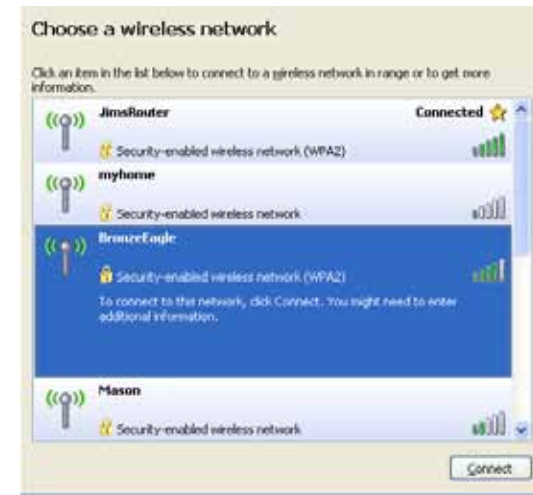 Choose a wireless network
Click an item in the list below to connect to a wireless network in range or to get more
information.
JimsRouter Connected
Security-enabled wireless network (WPA2)
myhome
Security-enabled wireless network
BronzeEagle
Security-enabled wireless network (WPA2)
To connect to this network, click Connect. You might need to enter
additional information.
Mason
Security-enabled wireless network
Connect